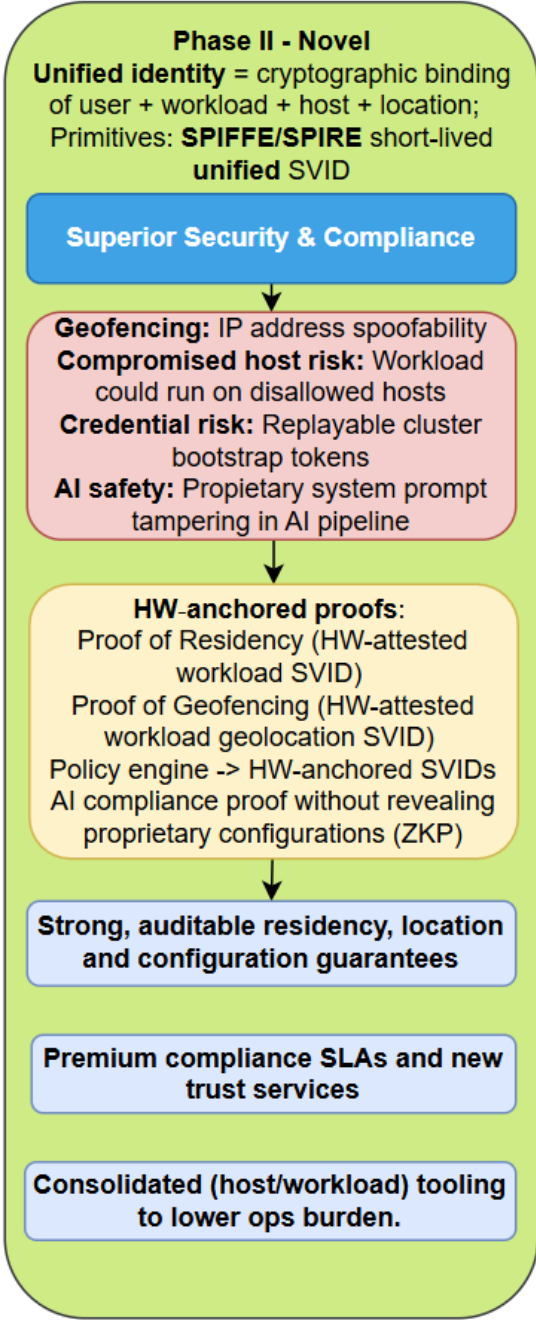 Phase II - Novel
Unified identity = cryptographic binding
of user + workload + host + location;
Primitives: SPIFFE/SPIRE short-lived
unified SVID
Superior Security & Compliance
Geofencing: IP address spoofability
Compromised host risk: Workload
could run on disallowed hosts
Credential risk: Replayable cluster
bootstrap tokens
AI safety: Propietary system prompt
tampering in AI pipeline
HW-anchored proofs:
Proof of Residency (HW-attested
workload SVID)
Proof of Geofencing (HW-attested
workload geolocation SVID)
Policy engine -> HW-anchored SVIDs
AI compliance proof without revealing
proprietary configurations (ZKP)
Strong, auditable residency, location
and configuration guarantees
Premium compliance SLAs and new
trust services
Consolidated (host/workload) tooling
to lower ops burden.